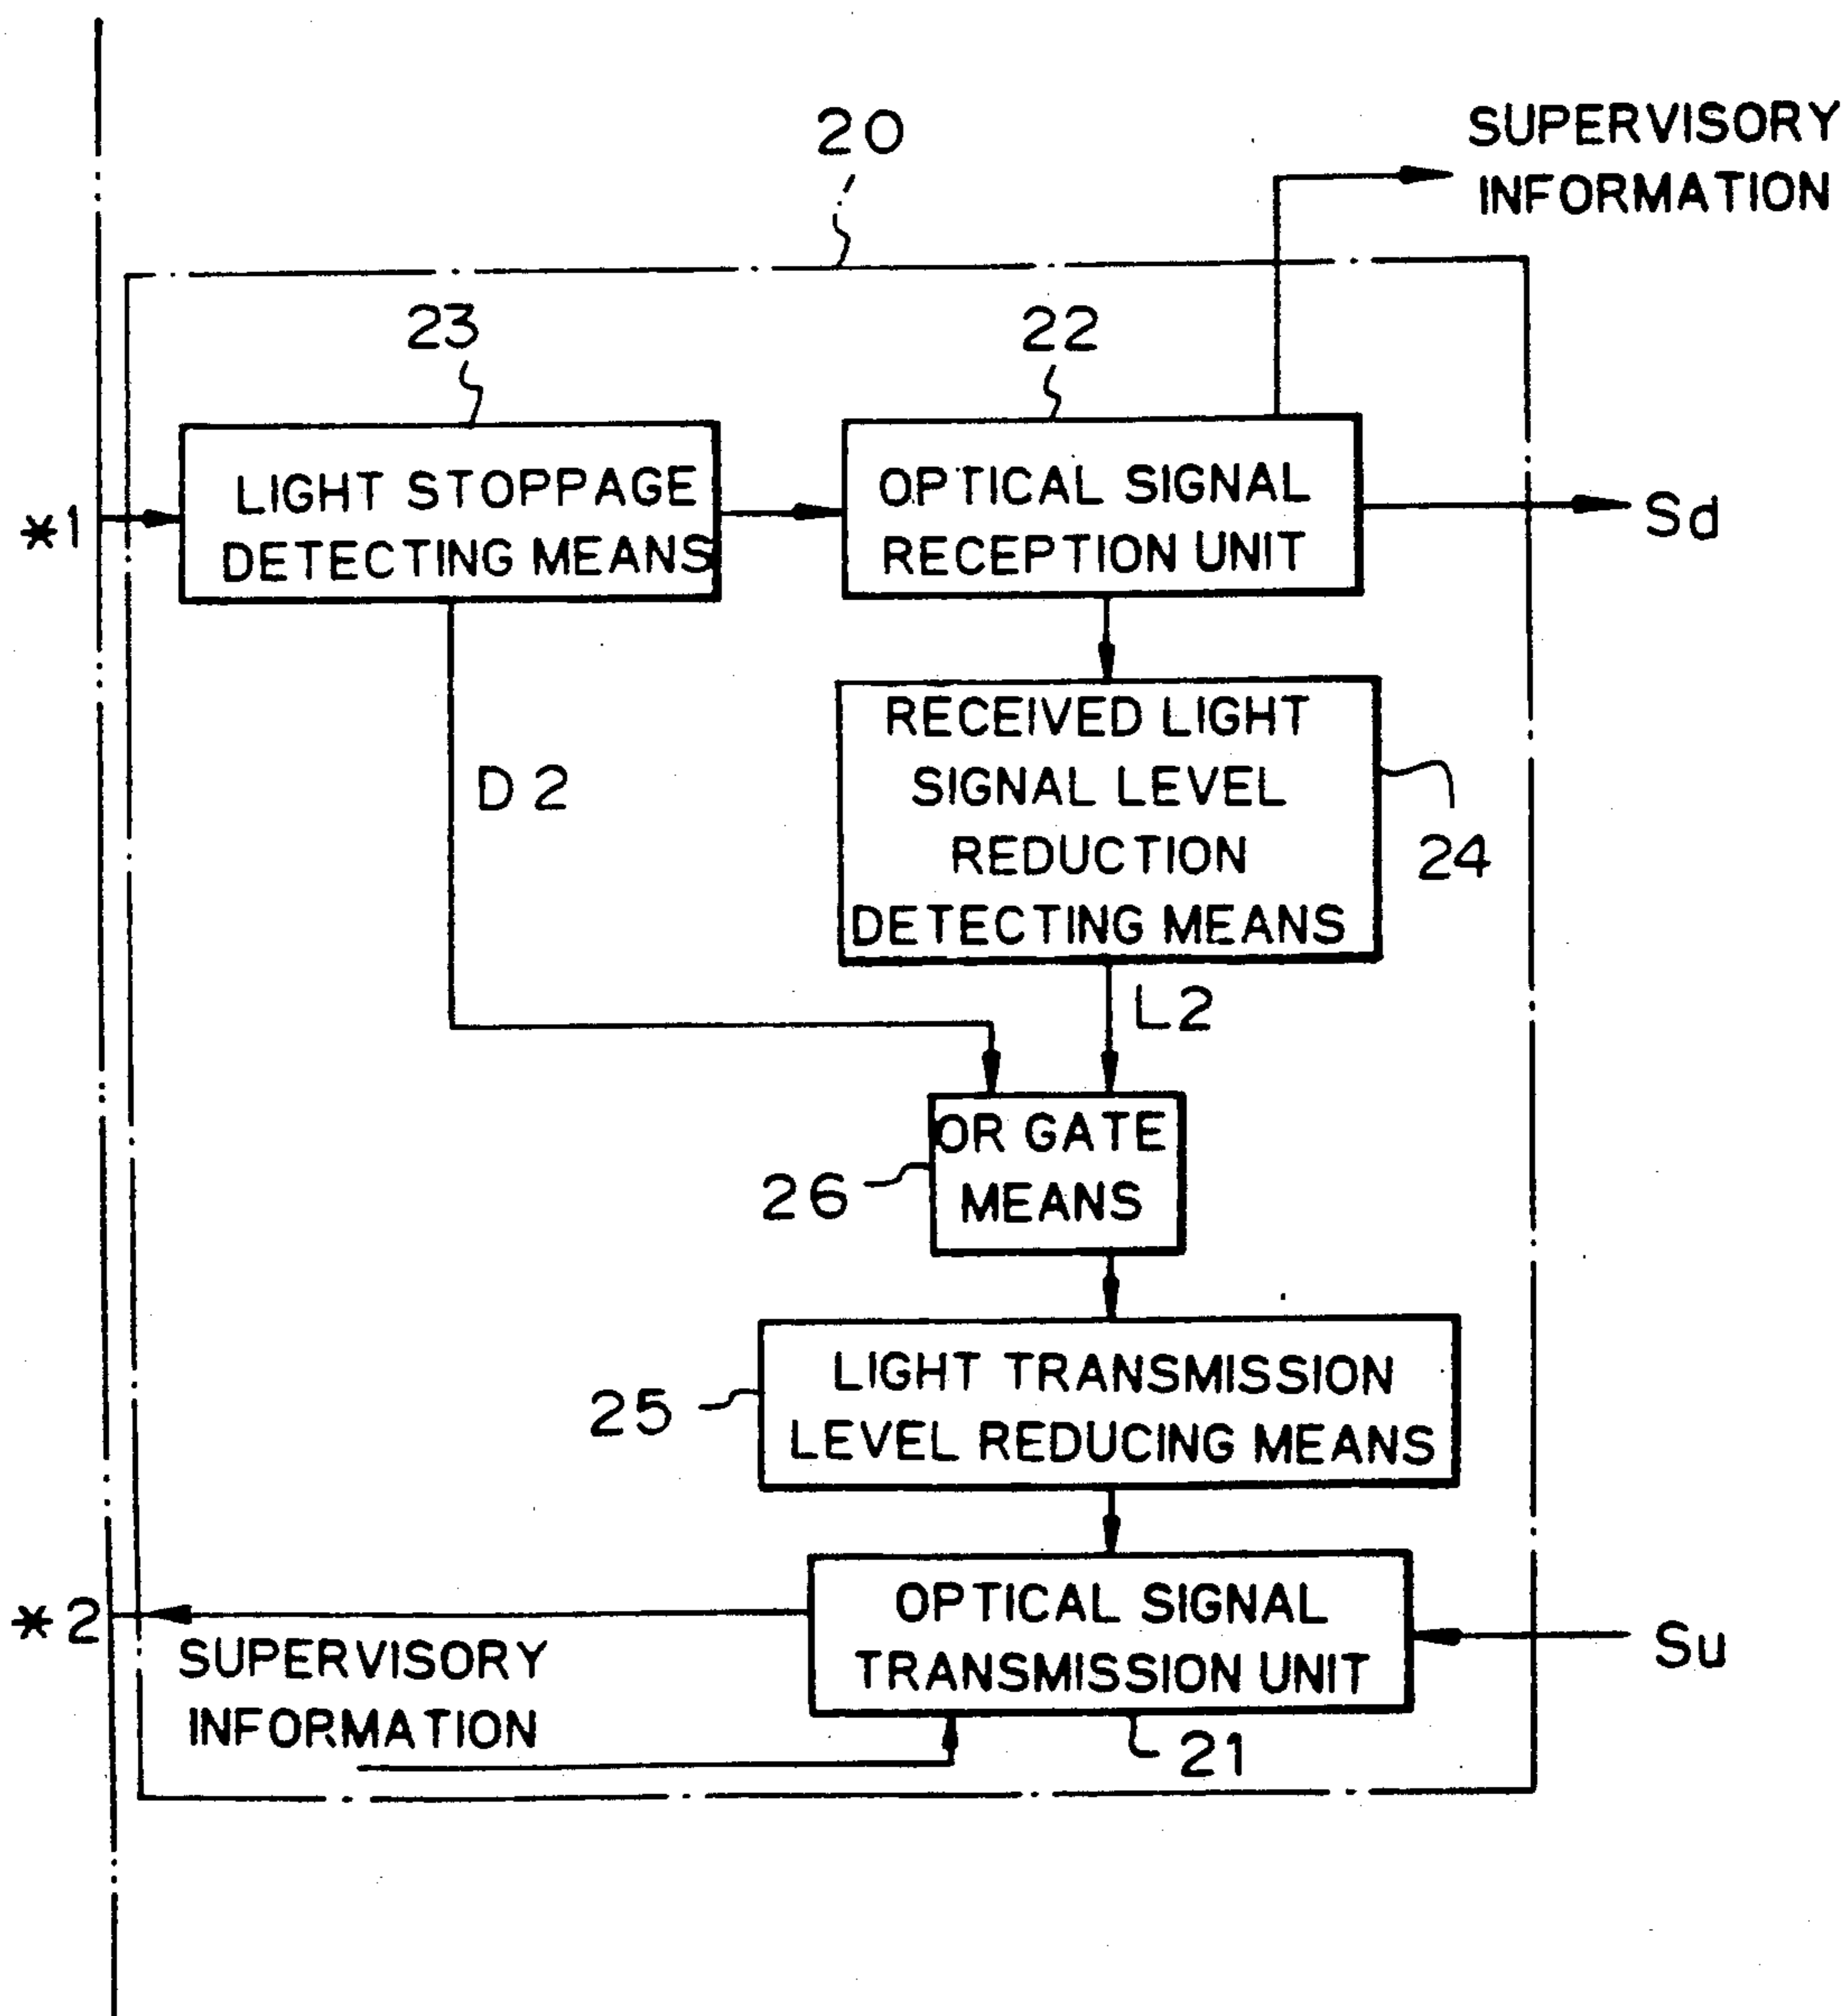 20
SUPERVISORY
INFORMATION
23
22
*1
LIGHT STOPPAGE
DETECTING MEANS
OPTICAL SIGNAL
RECEPTION UNIT
Sd
D2
RECEIVED LIGHT
SIGNAL LEVEL
REDUCTION
DETECTING MEANS
24
L2
OR GATE
MEANS
26
LIGHT TRANSMISSION
LEVEL REDUCING MEANS
25
*2
OPTICAL SIGNAL
TRANSMISSION UNIT
Su
SUPERVISORY
INFORMATION
21